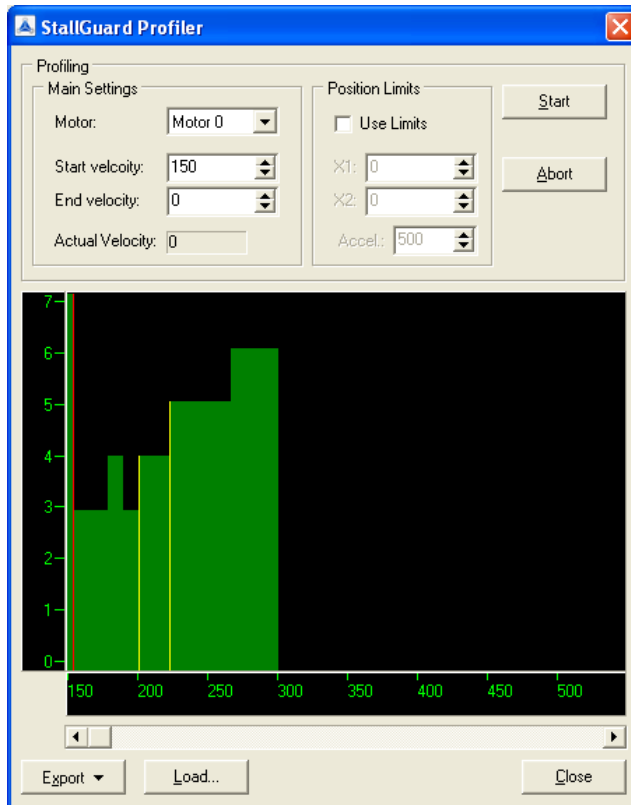 StallGuard Profiler
Profiling
Main Settings
Motor: Motor 0
Start velcoity: 150
End velocity: 0
Actual Velocity: 0
Position Limits
Use Limits
X1: 0
X2: 0
Accel.: 500
Start
Abort
7
6
5
4
3
2
1
0
150 200 250 300 350 400 450 500
Export Load... Close